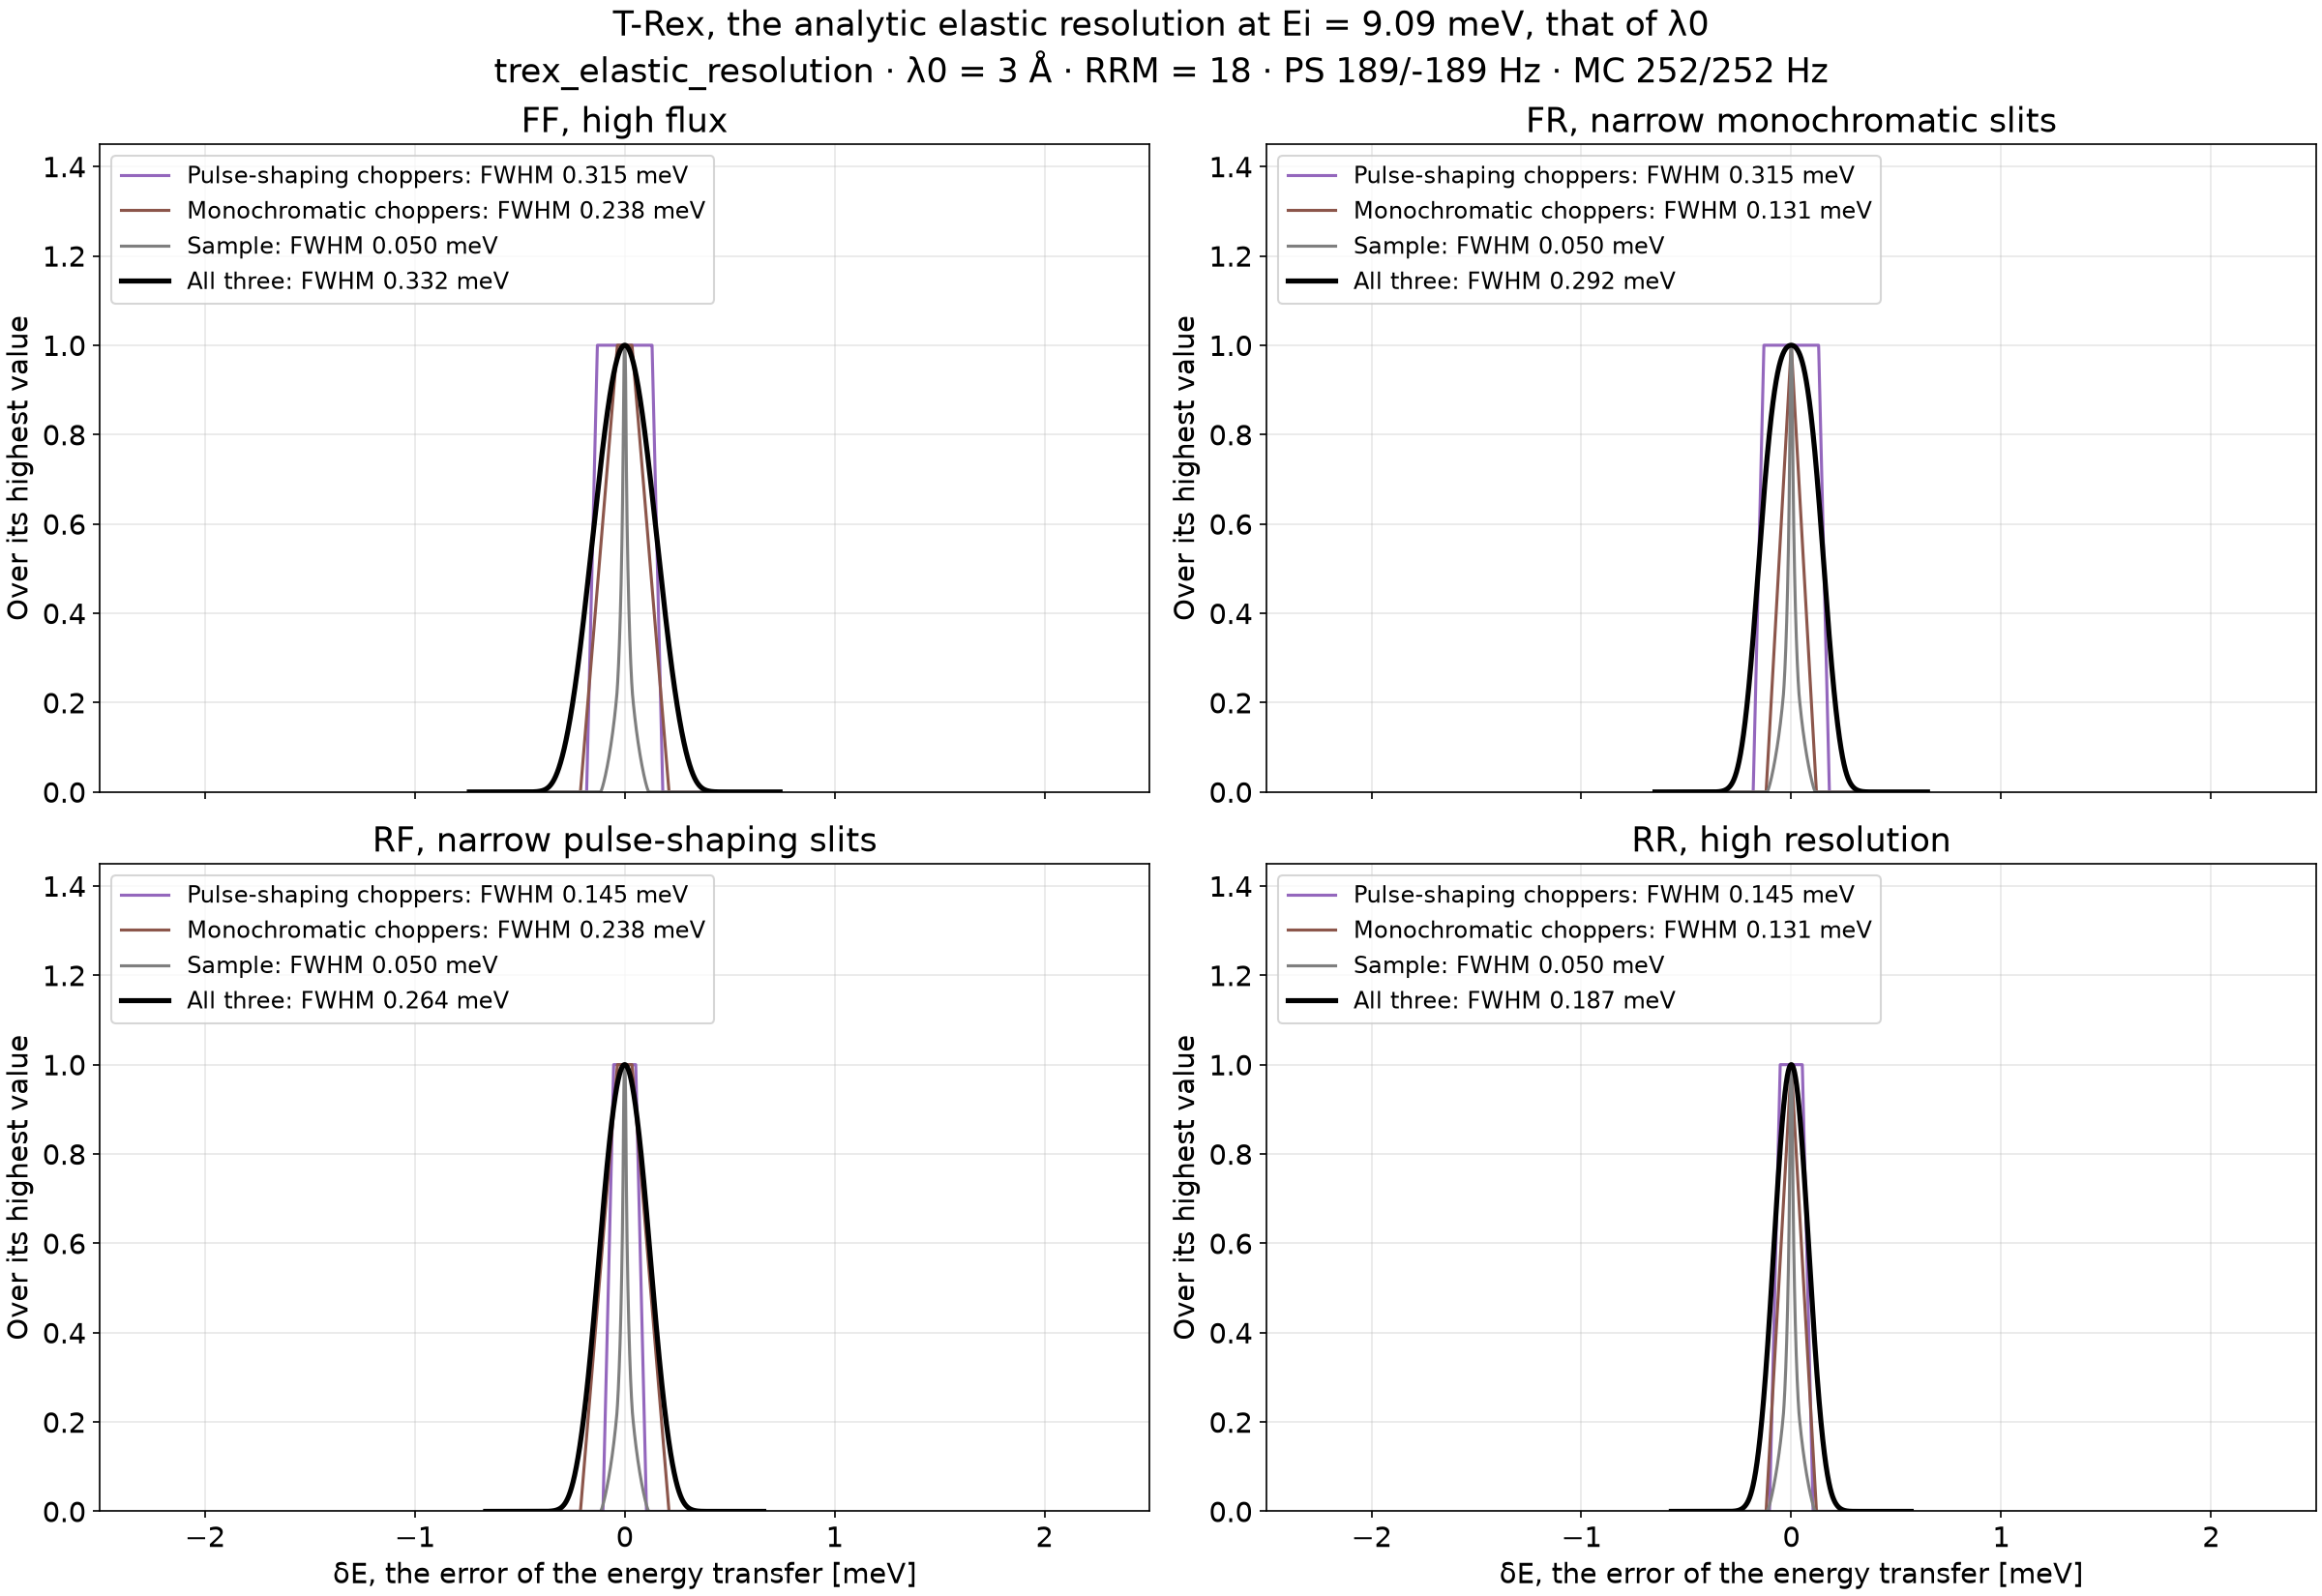 T-Rex, the analytic elastic resolution at Ei = 9.09 meV, that of λ0
trex_elastic_resolution · λ0 = 3 Å · RRM = 18 · PS 189/-189 Hz · MC 252/252 Hz
FF, high flux
Pulse-shaping choppers: FWHM 0.315 meV
Monochromatic choppers: FWHM 0.238 meV
Sample: FWHM 0.050 meV
All three: FWHM 0.332 meV
Over its highest value
1.4
1.2
1.0
0.8
0.6
0.4
0.2
0.0
FR, narrow monochromatic slits
Pulse-shaping choppers: FWHM 0.315 meV
Monochromatic choppers: FWHM 0.131 meV
Sample: FWHM 0.050 meV
All three: FWHM 0.292 meV
Over its highest value
1.4
1.2
1.0
0.8
0.6
0.4
0.2
0.0
RF, narrow pulse-shaping slits
Pulse-shaping choppers: FWHM 0.145 meV
Monochromatic choppers: FWHM 0.238 meV
Sample: FWHM 0.050 meV
All three: FWHM 0.264 meV
Over its highest value
1.4
1.2
1.0
0.8
0.6
0.4
0.2
0.0
−2 −1 0 1 2
δE, the error of the energy transfer [meV]
RR, high resolution
Pulse-shaping choppers: FWHM 0.145 meV
Monochromatic choppers: FWHM 0.131 meV
Sample: FWHM 0.050 meV
All three: FWHM 0.187 meV
Over its highest value
1.4
1.2
1.0
0.8
0.6
0.4
0.2
0.0
−2 −1 0 1 2
δE, the error of the energy transfer [meV]